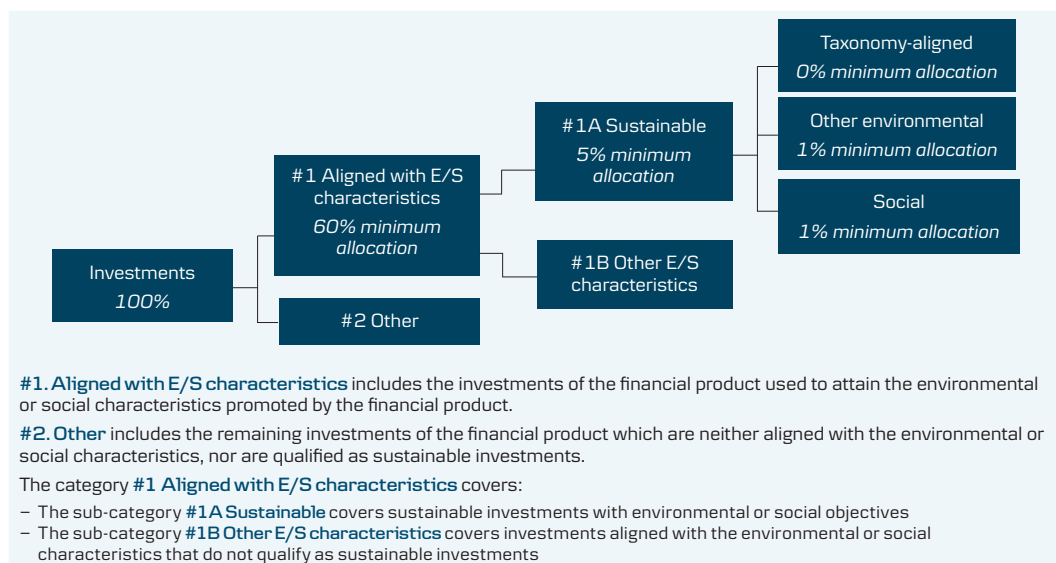 Investments
100%
#1 Aligned with E/S
characteristics
60% minimum
allocation
#2 Other
#1A Sustainable
5% minimum
allocation
#1B Other E/S
characteristics
Taxonomy-aligned
0% minimum allocation
Other environmental
1% minimum allocation
Social
1% minimum allocation
#1. Aligned with E/S characteristics includes the investments of the financial product used to attain the environmental
or social characteristics promoted by the financial product.
#2. Other includes the remaining investments of the financial product which are neither aligned with the environmental or
social characteristics, nor are qualified as sustainable investments.
The category #1 Aligned with E/S characteristics covers:
– The sub-category #1A Sustainable covers sustainable investments with environmental or social objectives
– The sub-category #1B Other E/S characteristics covers investments aligned with the environmental or social
characteristics that do not qualify as sustainable investments